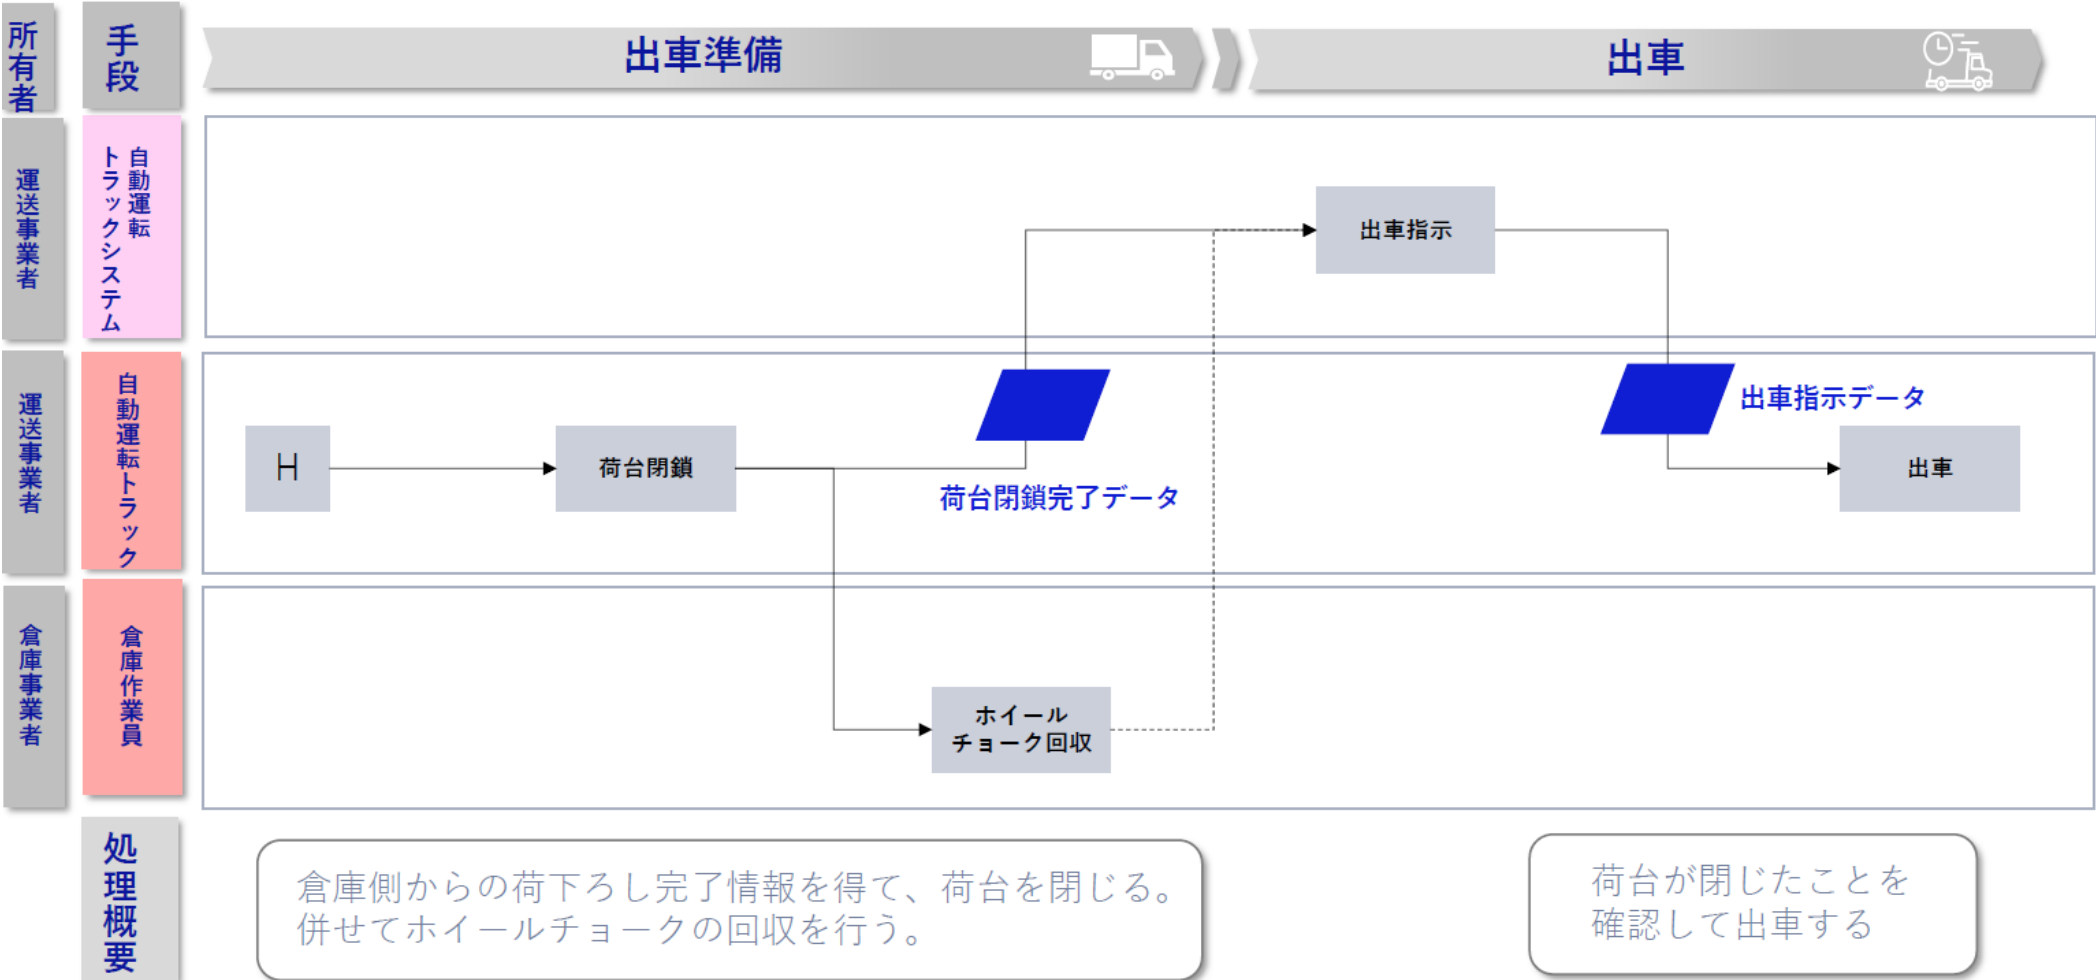 所有者
手段
出車準備
出車
運送事業者
自動運転
トラックシステム
出車指示
運送事業者
自動運転トラック
H
荷台閉鎖
荷台閉鎖完了データ
出車指示データ
出車
倉庫事業者
倉庫作業員
ホイール
チョーク回収
処理概要
倉庫側からの荷下ろし完了情報を得て、荷台を閉じる。
併せてホイールチョークの回収を行う。
荷台が閉じたことを
確認して出車する